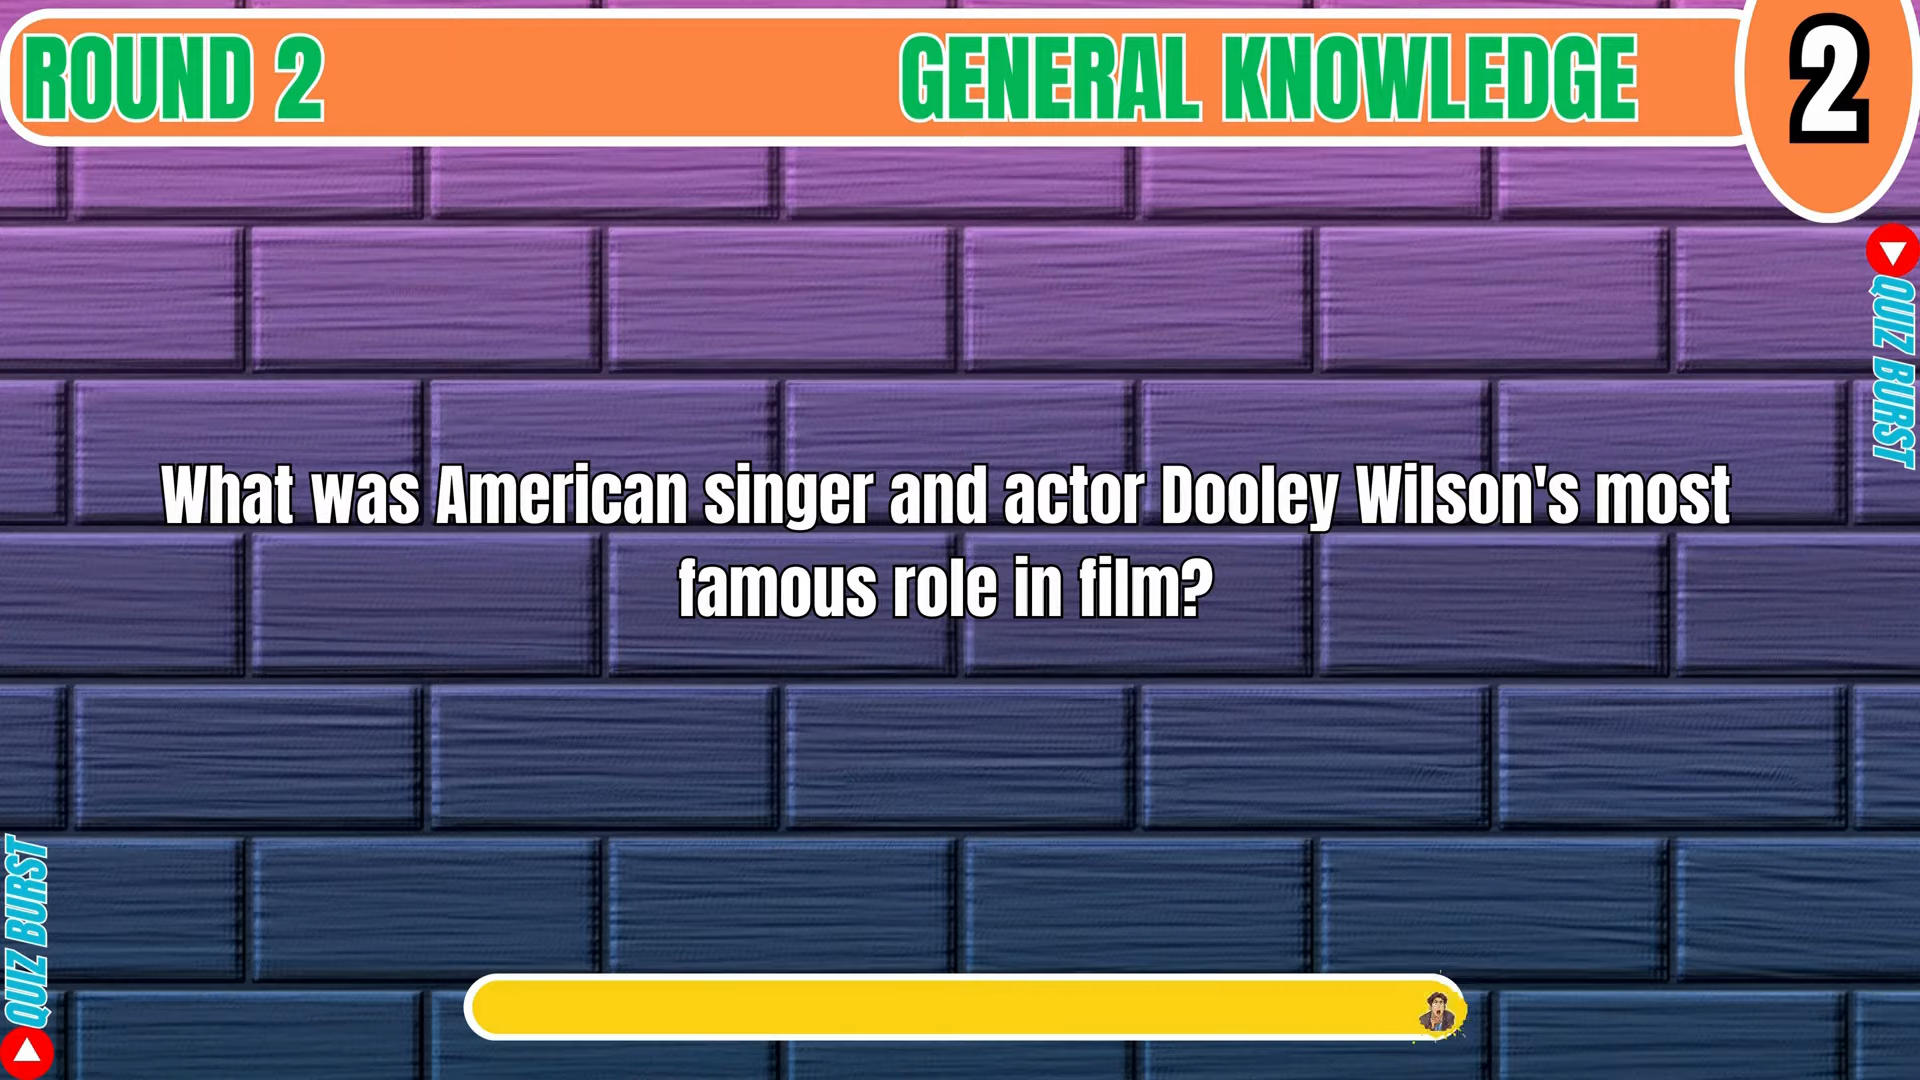 ROUND 2
GENERAL KNOWLEDGE
2
QUIZ BURST
What was American singer and actor Dooley Wilson's most
famous role in film?
QUIZ BURST